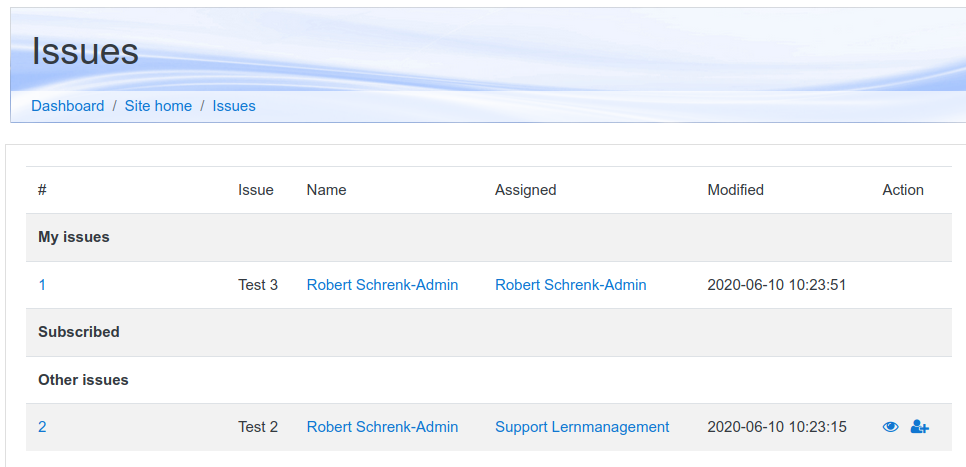 Issues
Dashboard / Site home / Issues
# Issue Name Assigned Modified Action
My issues
1 Test 3 Robert Schrenk-Admin Robert Schrenk-Admin 2020-06-10 10:23:51
Subscribed
Other issues
2 Test 2 Robert Schrenk-Admin Support Lernmanagement 2020-06-10 10:23:15